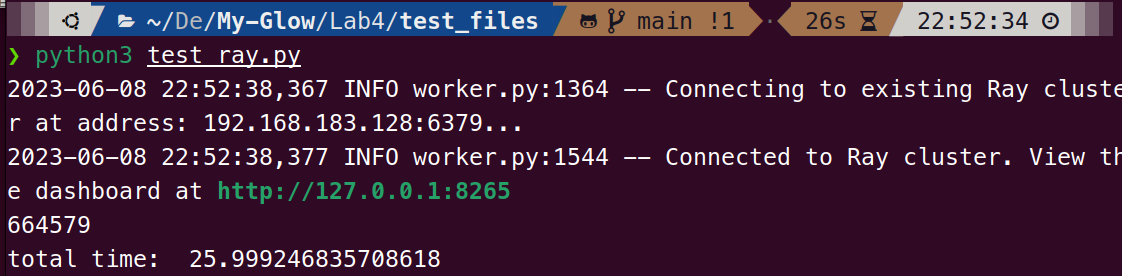 ~/De/My-Glow/Lab4/test_files main !1 26s 22:52:34
❯ python3 test_ray.py
2023-06-08 22:52:38,367 INFO worker.py:1364 -- Connecting to existing Ray cluste
r at address: 192.168.183.128:6379...
2023-06-08 22:52:38,377 INFO worker.py:1544 -- Connected to Ray cluster. View th
e dashboard at http://127.0.0.1:8265
664579
total time:  25.999246835708618